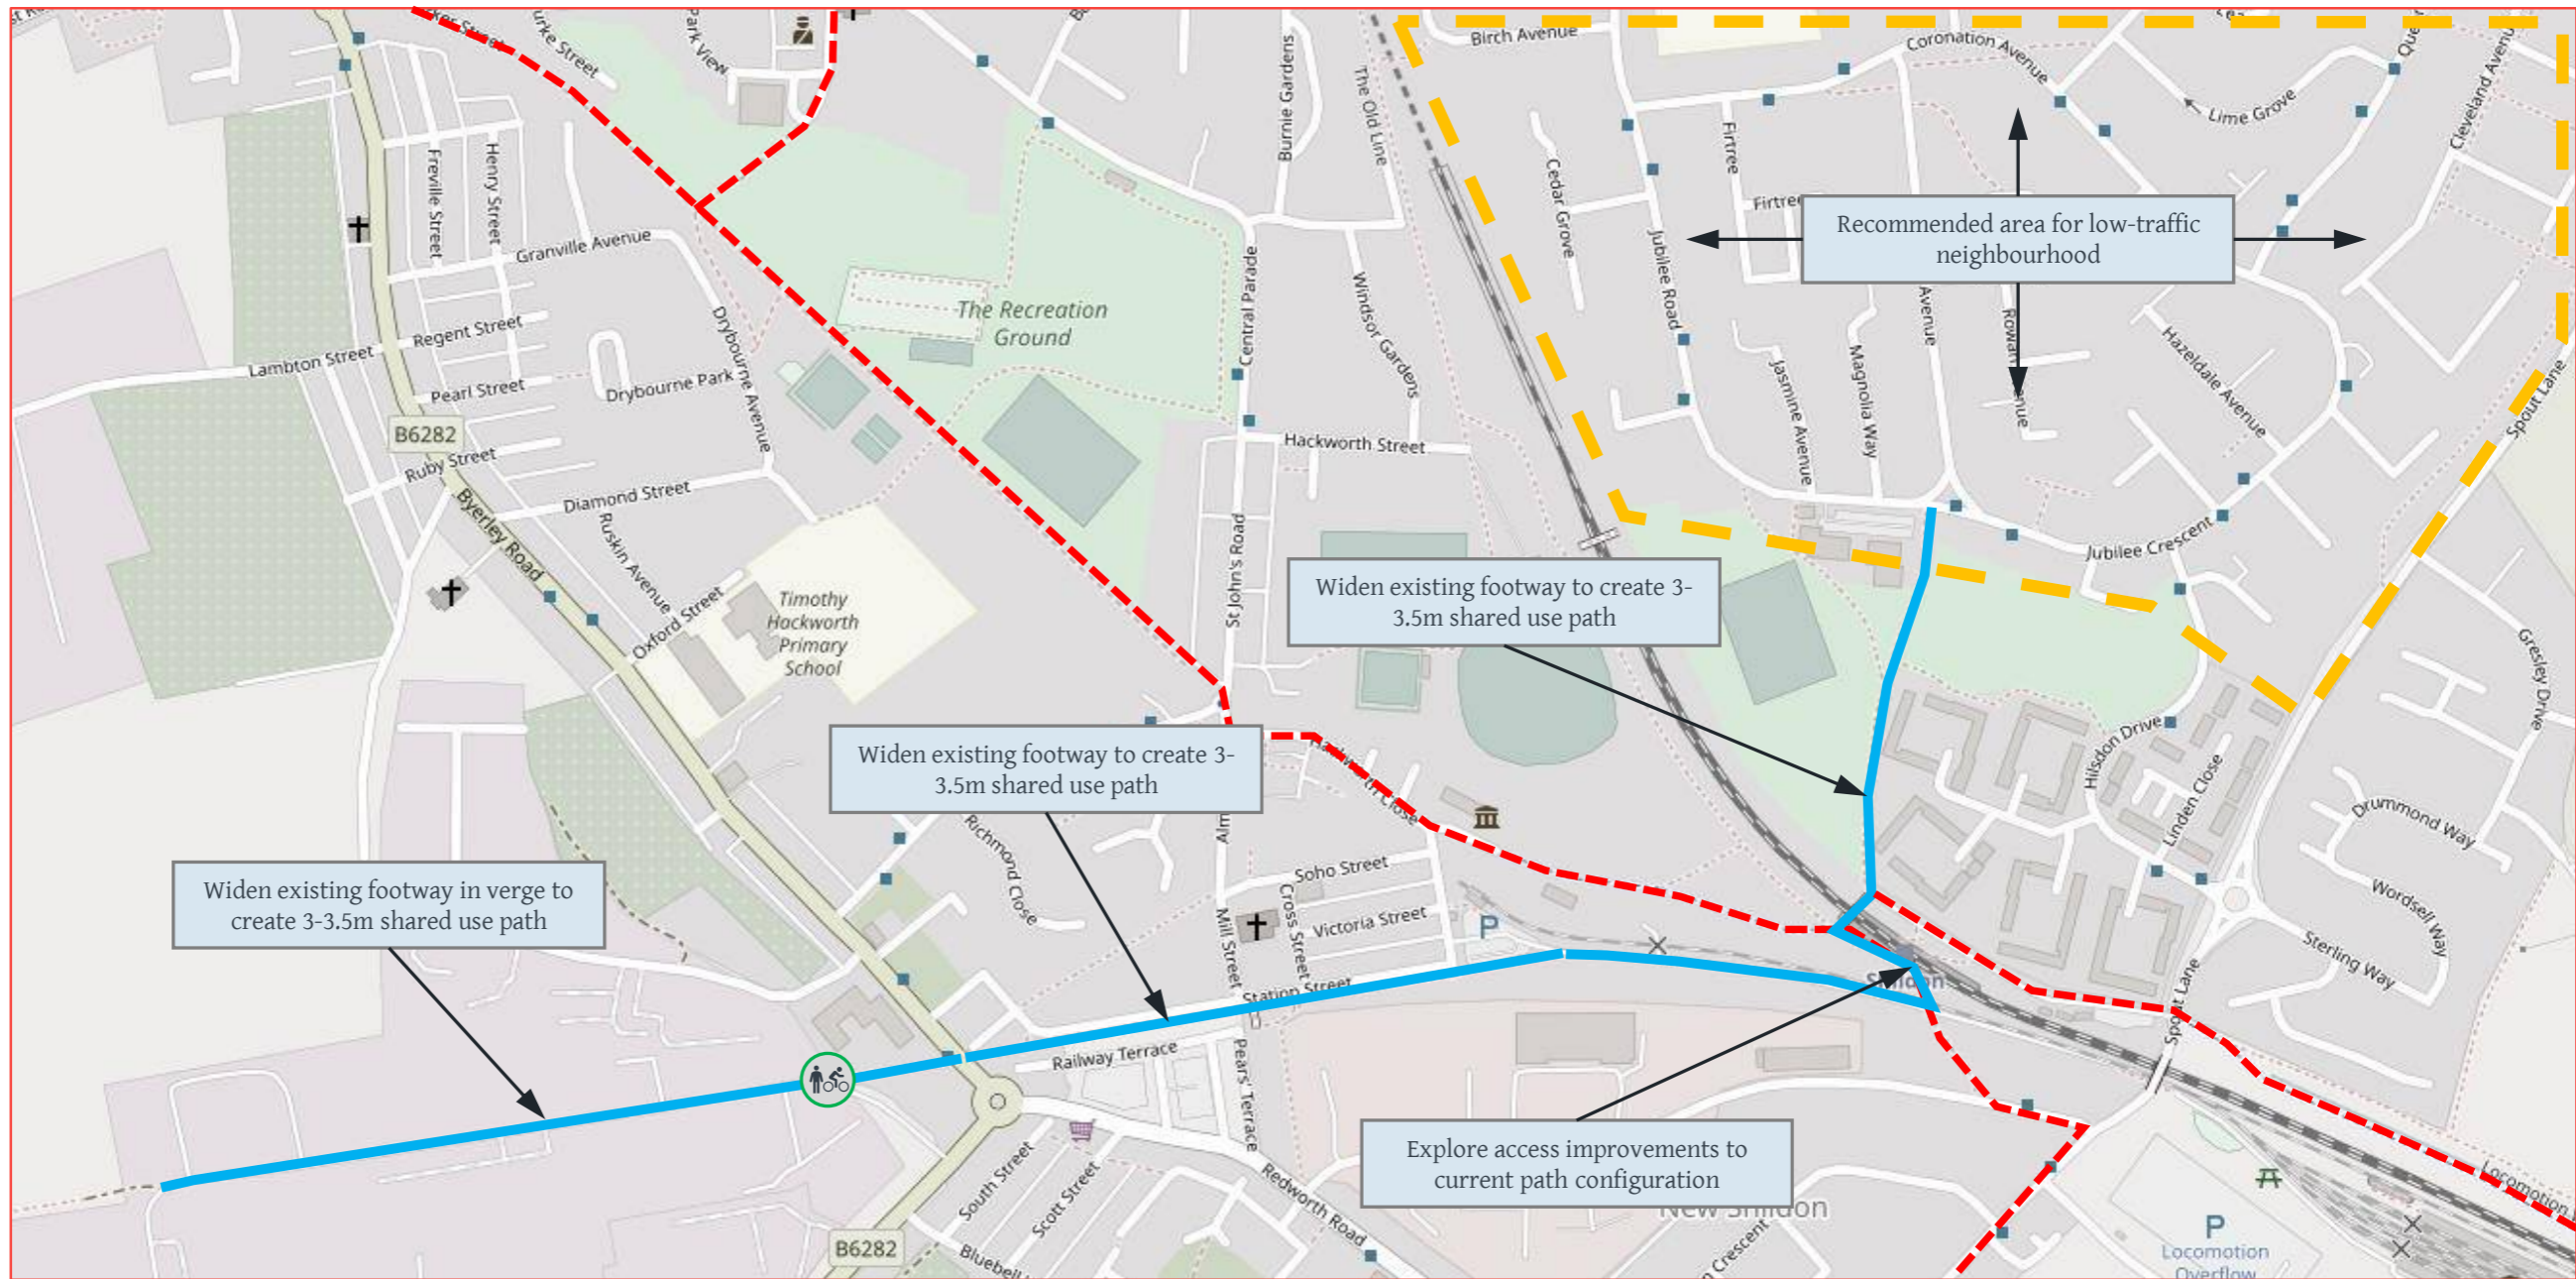 Park View
Birch Avenue
Coronation Avenue
Lime Grove
Cleveland Avenue
Burnie Gardens
The Old Line
Firtree
Cedar Grove
Freville Street
Henry Street
Granville Avenue
Recommended area for low-traffic
neighbourhood
Jubilee Road
Central Parade
Windsor Gardens
The Recreation
Ground
Drybourne Avenue
Regent Street
Lambton Street
Pearl Street
Drybourne Park
Avenue
Hazeldale Avenue
Jasmine Avenue
Magnolia Way
Spout Lane
B6282
Hackworth Street
Ruby Street
Diamond Street
Byerley Road
Ruskin Avenue
St John's Road
Jubilee Crescent
Oxford Street
Timothy
Hackworth
Primary
School
Widen existing footway to create 3-
3.5m shared use path
Gresley Drive
Hilsdon Drive
Linden Close
Widen existing footway to create 3-
3.5m shared use path
Drummond Way
Richmond Close
Soho Street
Cross Street
Victoria Street
Mill Street
P
Wordsell Way
Sterling Way
Widen existing footway in verge to
create 3-3.5m shared use path
Station Street
Spout Lane
Railway Terrace
Pears' Terrace
Explore access improvements to
current path configuration
South Street
Scott Street
Redworth Road
New Shildon
B6282
P
Locomotion
Overflow